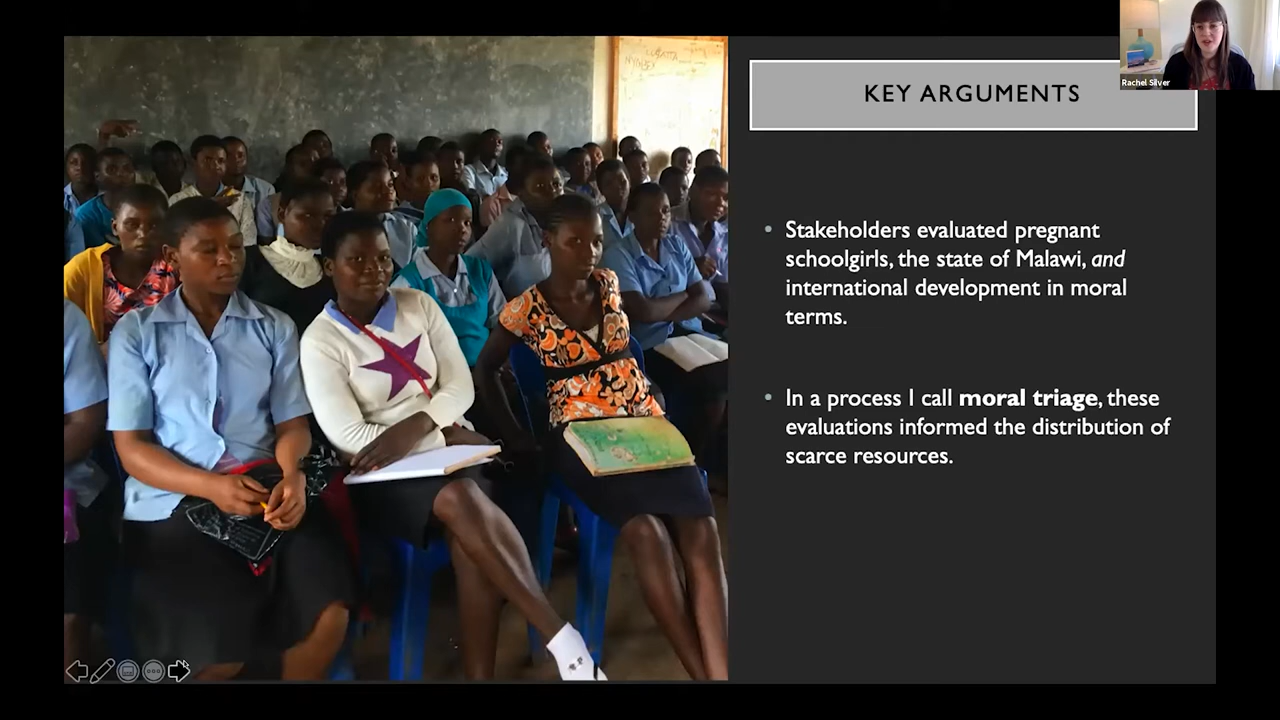 KEY ARGUMENTS
Rachel Silver
• Stakeholders evaluated pregnant
schoolgirls, the state of Malawi, and
international development in moral
terms.
• In a process I call moral triage, these
evaluations informed the distribution of
scarce resources.